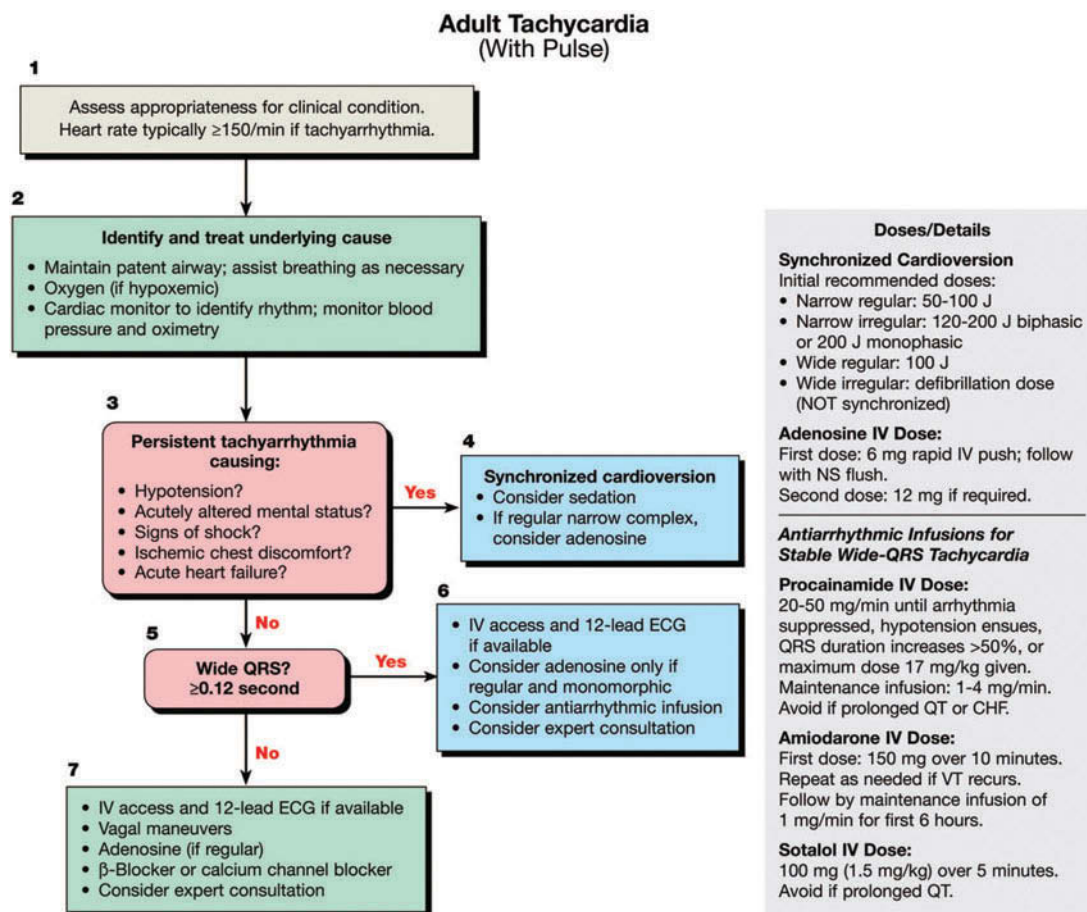 Adult Tachycardia
(With Pulse)
1
Assess appropriateness for clinical condition.
Heart rate typically ≥150/min if tachyarrhythmia.
2
Identify and treat underlying cause
• Maintain patent airway; assist breathing as necessary
• Oxygen (if hypoxemic)
• Cardiac monitor to identify rhythm; monitor blood
pressure and oximetry
3
Persistent tachyarrhythmia
causing:
• Hypotension?
• Acutely altered mental status?
• Signs of shock?
• Ischemic chest discomfort?
• Acute heart failure?
Yes
4
Synchronized cardioversion
• Consider sedation
• If regular narrow complex,
consider adenosine
No
5
Wide QRS?
≥0.12 second
Yes
6
• IV access and 12-lead ECG
if available
• Consider adenosine only if
regular and monomorphic
• Consider antiarrhythmic infusion
• Consider expert consultation
No
7
• IV access and 12-lead ECG if available
• Vagal maneuvers
• Adenosine (if regular)
• β-Blocker or calcium channel blocker
• Consider expert consultation
Doses/Details
Synchronized Cardioversion
Initial recommended doses:
• Narrow regular: 50-100 J
• Narrow irregular: 120-200 J biphasic
or 200 J monophasic
• Wide regular: 100 J
• Wide irregular: defibrillation dose
(NOT synchronized)
Adenosine IV Dose:
First dose: 6 mg rapid IV push; follow
with NS flush.
Second dose: 12 mg if required.
Antiarrhythmic Infusions for
Stable Wide-QRS Tachycardia
Procainamide IV Dose:
20-50 mg/min until arrhythmia
suppressed, hypotension ensues,
QRS duration increases >50%, or
maximum dose 17 mg/kg given.
Maintenance infusion: 1-4 mg/min.
Avoid if prolonged QT or CHF.
Amiodarone IV Dose:
First dose: 150 mg over 10 minutes.
Repeat as needed if VT recurs.
Follow by maintenance infusion of
1 mg/min for first 6 hours.
Sotalol IV Dose:
100 mg (1.5 mg/kg) over 5 minutes.
Avoid if prolonged QT.